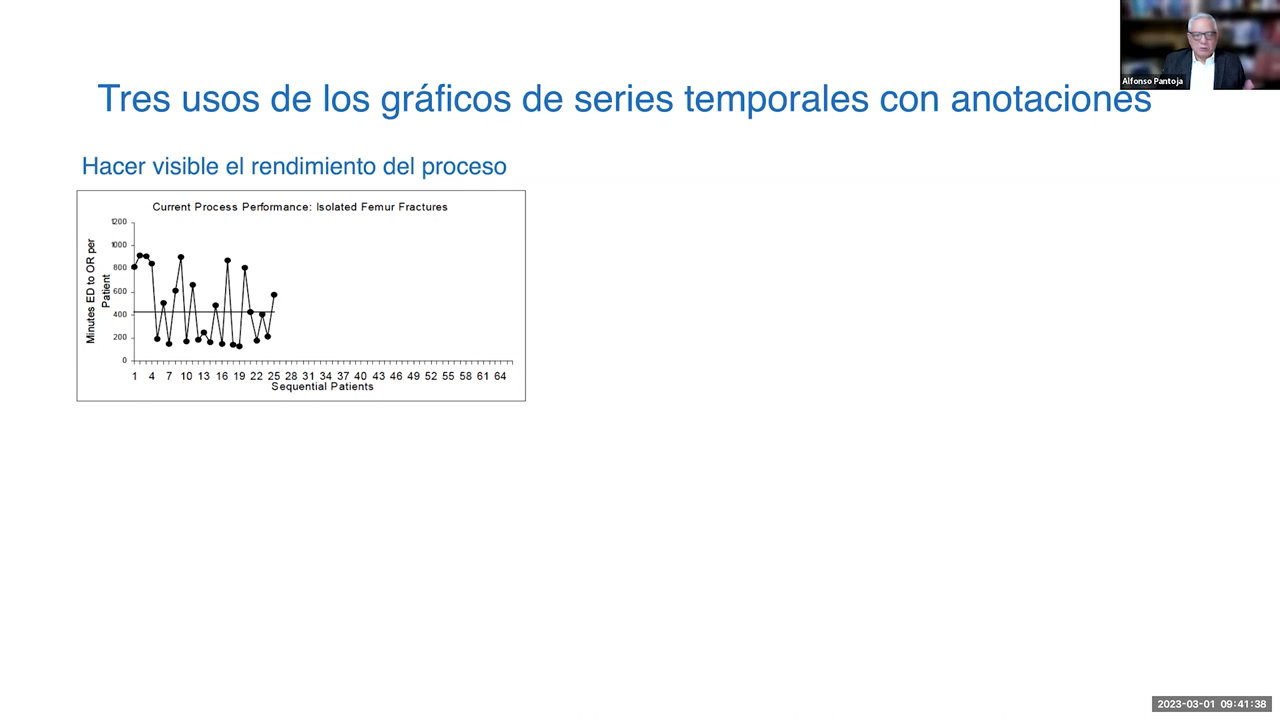 Alfonso Pantoja
Tres usos de los gráficos de series temporales con anotaciones
Hacer visible el rendimiento del proceso
Current Process Performance: Isolated Femur Fractures
Minutes ED to OR per
Patient
1200
1000
800
600
400
200
0
1 4 7 10 13 16 19 22 25 28 31 34 37 40 43 46 49 52 55 58 61 64
Sequential Patients
2023-03-01 09:41:38